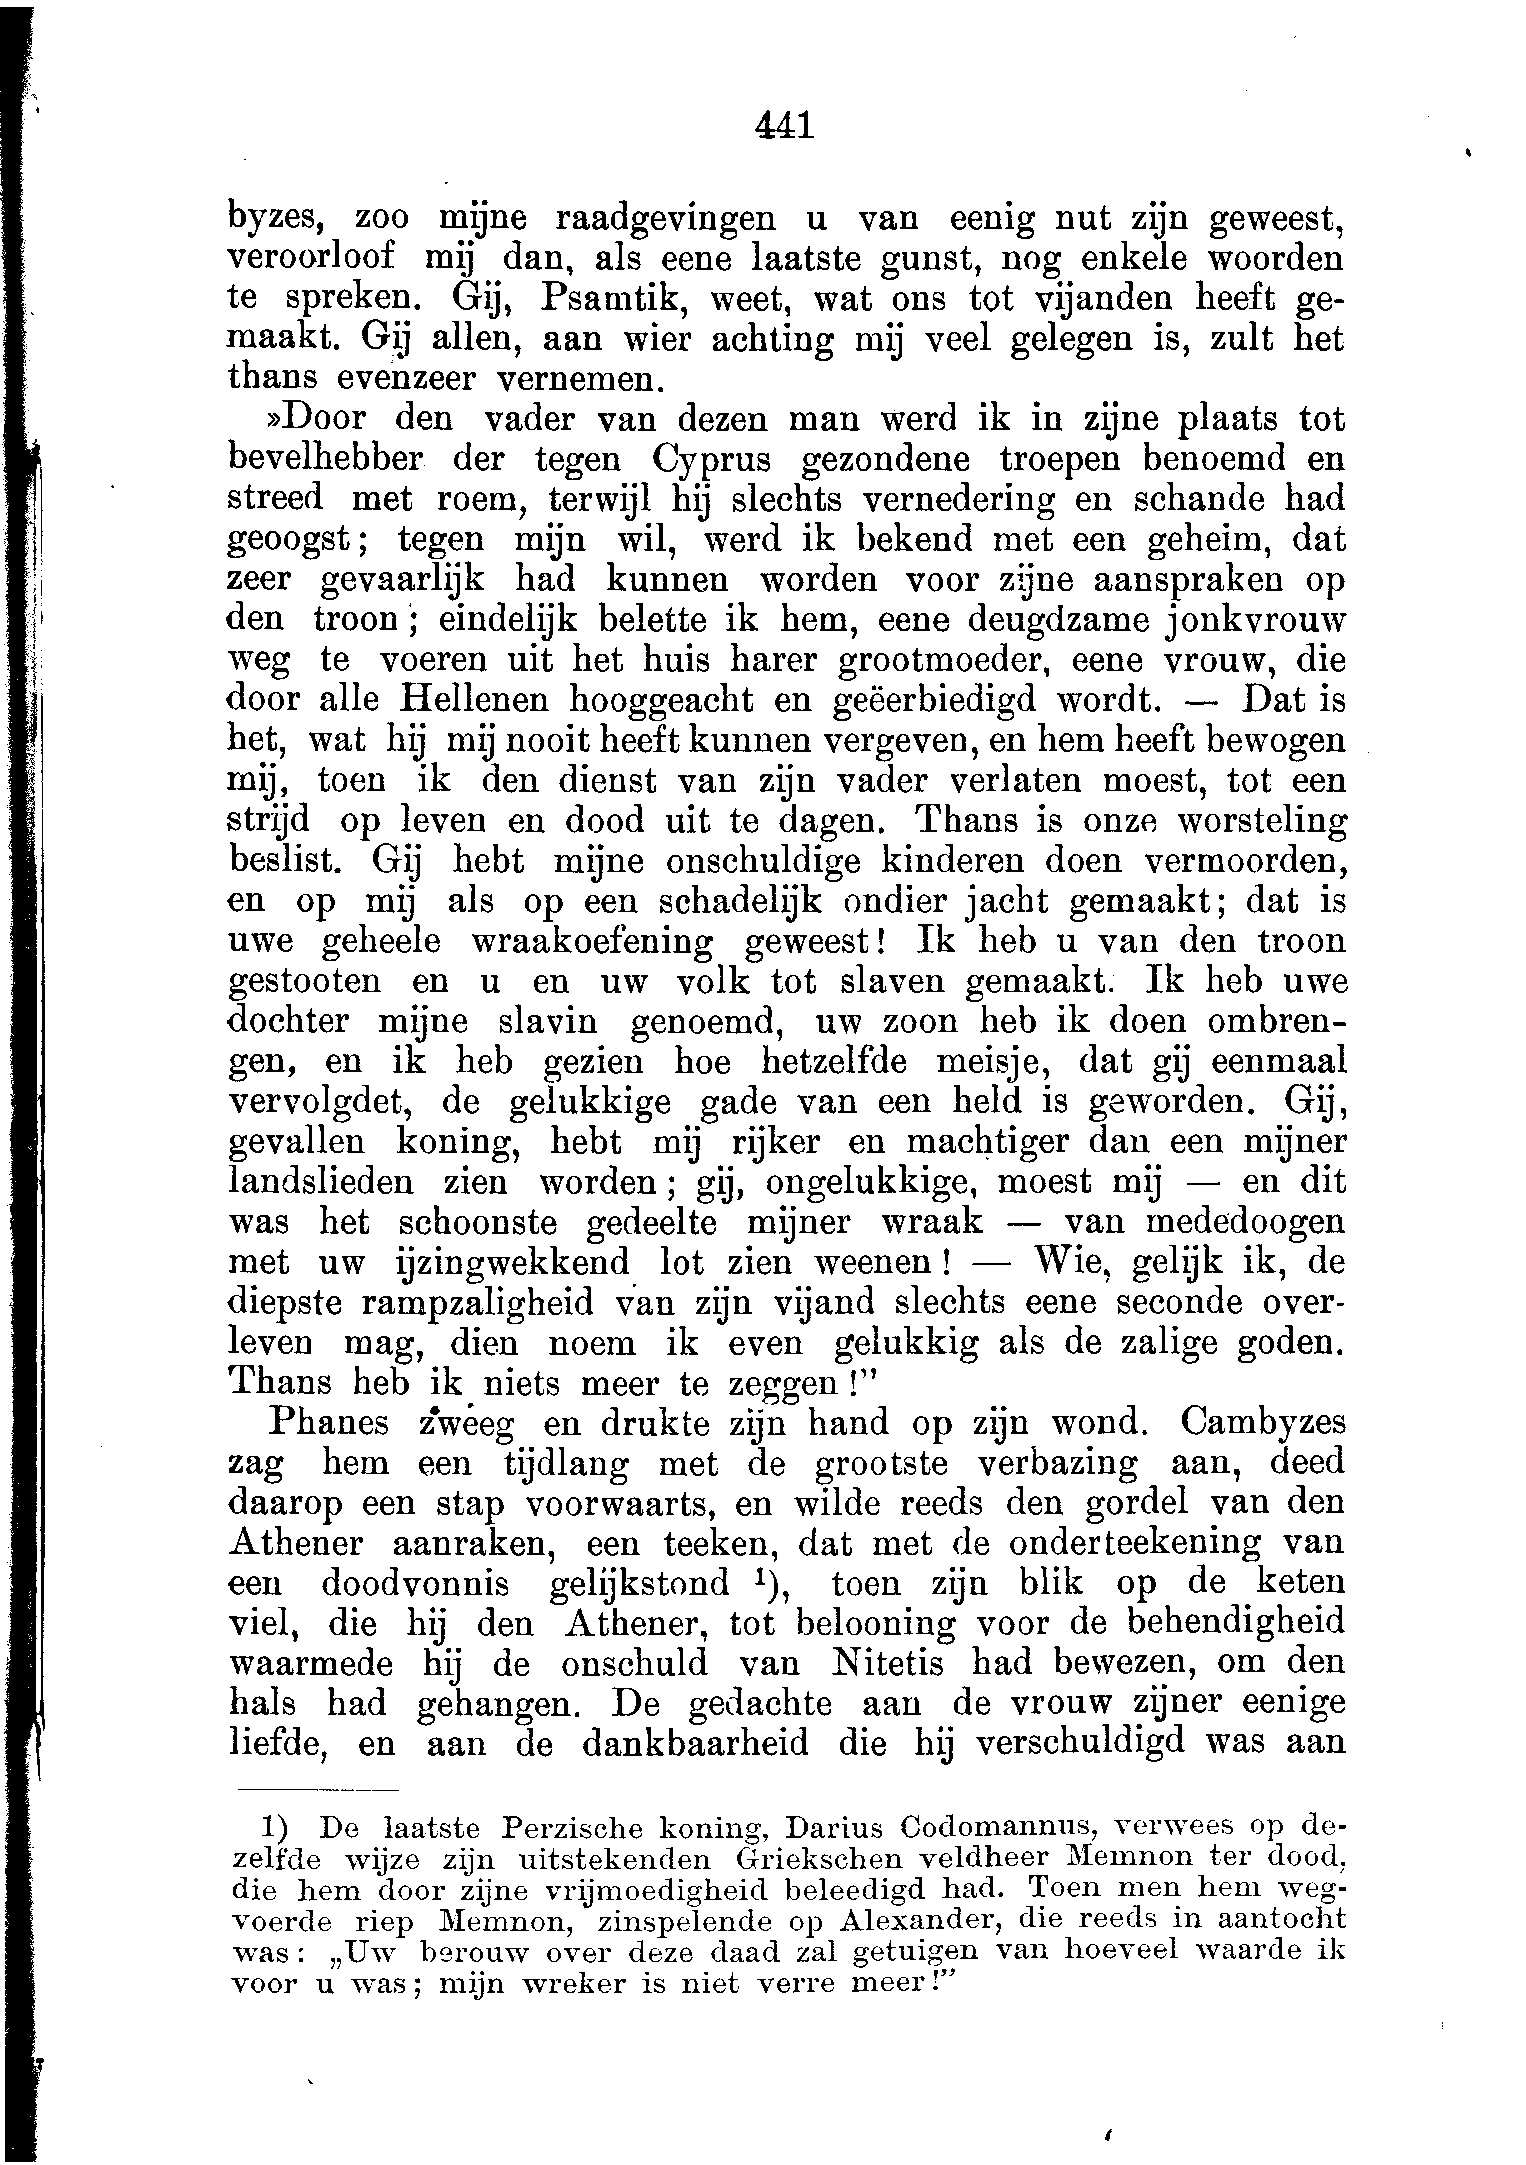 441
byzes, zoo mijne raadgevingen u van eenig nut zijn geweest,
veroorloof mij dan, als eene laatste gunst, nog enkele woorden
te spreken. Gij, Psamtik, weet, wat ons tot vijanden heeft ge-
maakt. Gij allen, aan wier achting mij veel gelegen is, zult het
thans evenzeer vernemen.
»Door den vader van dezen man werd ik in zijne plaats tot
bevelhebber der tegen Cyprus gezondene troepen benoemd en
streed met roem, terwijl hij slechts vernedering en schande had
geoogst; tegen mijn wil, werd ik bekend met een geheim, dat
zeer gevaarlijk had kunnen worden voor zijne aanspraken op
den troon; eindelijk belette ik hem, eene deugdzame jonkvrouw
weg te voeren uit het huis harer grootmoeder, eene vrouw, die
door alle Hellenen hooggeacht en geëerbiedigd wordt. — Dat is
het, wat hij mij nooit heeft kunnen vergeven, en hem heeft bewogen
mij, toen ik den dienst van zijn vader verlaten moest, tot een
strijd op leven en dood uit te dagen. Thans is onze worsteling
beslist. Gij hebt mijne onschuldige kinderen doen vermoorden,
en op mij als op een schadelijk ondier jacht gemaakt; dat is
uwe geheele wraakoefening geweest! Ik heb u van den troon
gestooten en u en uw volk tot slaven gemaakt. Ik heb uwe
dochter mijne slavin genoemd, uw zoon heb ik doen ombren-
gen, en ik heb gezien hoe hetzelfde meisje, dat gij eenmaal
vervolgdet, de gelukkige gade van een held is geworden. Gij,
gevallen koning, hebt mij rijker en machtiger dan een mijner
landslieden zien worden; gij, ongelukkige, moest mij — en dit
was het schoonste gedeelte mijner wraak — van mededoogen
met uw ijzingwekkend lot zien weenen! — Wie, gelijk ik, de
diepste rampzaligheid van zijn vijand slechts eene seconde over-
leven mag, dien noem ik even gelukkig als de zalige goden.
Thans heb ik niets meer te zeggen!”
Phanes zweeg en drukte zijn hand op zijn wond. Cambyzes
zag hem een tijdlang met de grootste verbazing aan, deed
daarop een stap voorwaarts, en wilde reeds den gordel van den
Athener aanraken, een teeken, dat met de onderteekening van
een doodvonnis gelijkstond ¹), toen zijn blik op de keten
viel, die hij den Athener, tot belooning voor de behendigheid
waarmede hij de onschuld van Nitetis had bewezen, om den
hals had gehangen. De gedachte aan de vrouw zijner eenige
liefde, en aan de dankbaarheid die hij verschuldigd was aan
1) De laatste Perzische koning, Darius Codomannus, verwees op de-
zelfde wijze zijn uitstekenden Griekschen veldheer Memnon ter dood,
die hem door zijne vrijmoedigheid beleedigd had. Toen men hem weg-
voerde riep Memnon, zinspelende op Alexander, die reeds in aantocht
was: „Uw berouw over deze daad zal getuigen van hoeveel waarde ik
voor u was; mijn wreker is niet verre meer!”